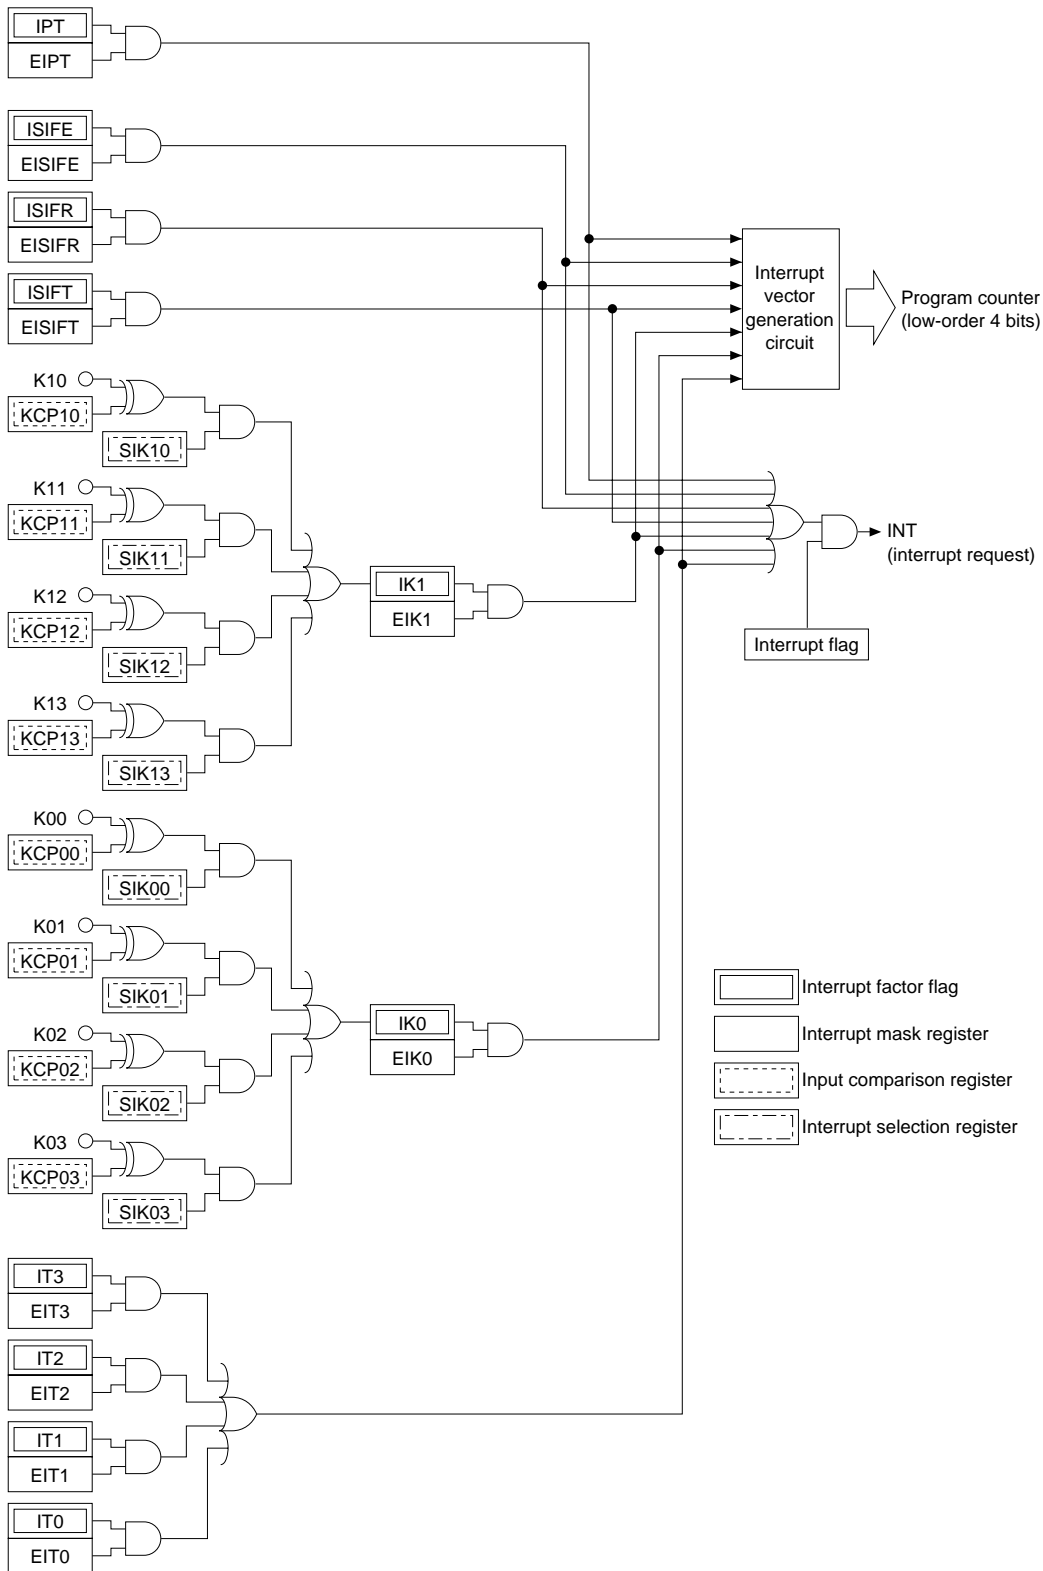 IPT
EIPT
ISIFE
EISIFE
ISIFR
EISIFR
ISIFT
EISIFT
Interrupt
vector
generation
circuit
Program counter
(low-order 4 bits)
K10
KCP10
SIK10
K11
KCP11
SIK11
K12
KCP12
SIK12
K13
KCP13
SIK13
IK1
EIK1
INT
(interrupt request)
Interrupt flag
K00
KCP00
SIK00
K01
KCP01
SIK01
K02
KCP02
SIK02
K03
KCP03
SIK03
IK0
EIK0
Interrupt factor flag
Interrupt mask register
Input comparison register
Interrupt selection register
IT3
EIT3
IT2
EIT2
IT1
EIT1
IT0
EIT0